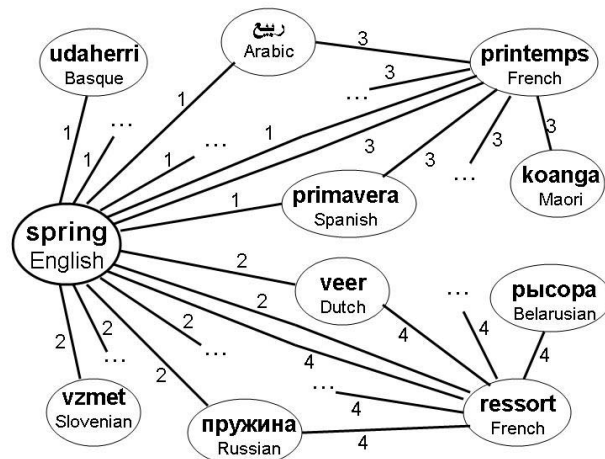 ربيع
Arabic
udaherri
Basque
printemps
French
3
3
...
1
1
...
1
...
1
1
3
3
3
...
3
koanga
Maori
primavera
Spanish
1
spring
English
2
veer
Dutch
2
...
рысора
Belarusian
2
2
2
...
2
...
4
4
4
4
...
4
vzmet
Slovenian
пружина
Russian
4
ressort
French